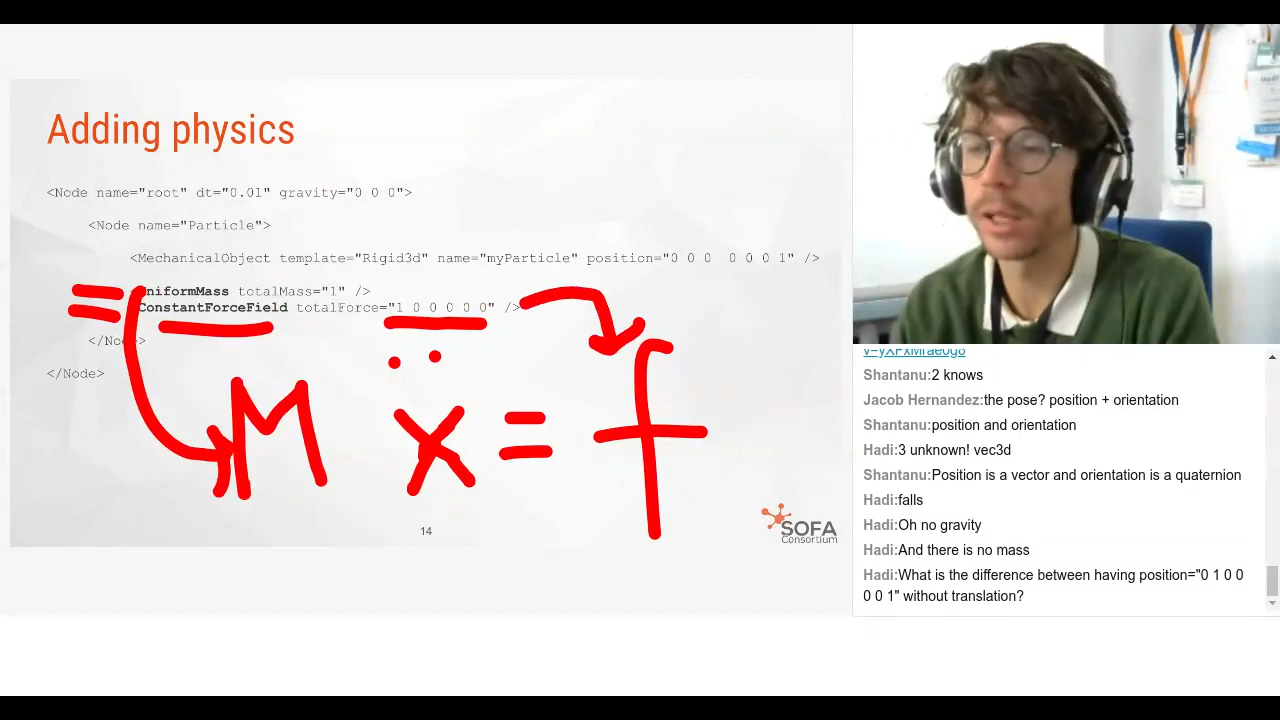 Adding physics
<Node name="root" dt="0.01" gravity="0 0 0">
<Node name="Particle">
<MechanicalObject template="Rigid3d" name="myParticle" position="0 0 0  0 0 0 1" />
niformMass totalMass="1" />
ConstantForceField totalForce="1 0 0 0 0 0" />
</Node>
</Node>
M ẍ = f
14
SOFA
Consortium
Shantanu:2 knows
Jacob Hernandez:the pose? position + orientation
Shantanu:position and orientation
Hadi:3 unknown! vec3d
Shantanu:Position is a vector and orientation is a quaternion
Hadi:falls
Hadi:Oh no gravity
Hadi:And there is no mass
Hadi:What is the difference between having position="0 1 0 0
0 0 1" without translation?